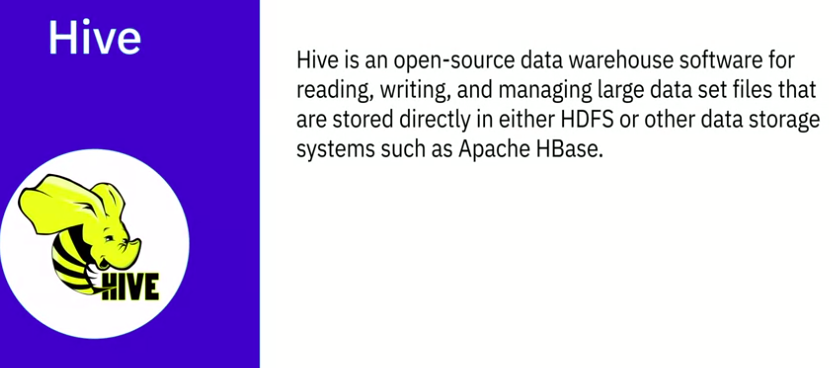 Hive
Hive is an open-source data warehouse software for
reading, writing, and managing large data set files that
are stored directly in either HDFS or other data storage
systems such as Apache HBase.
HIVE